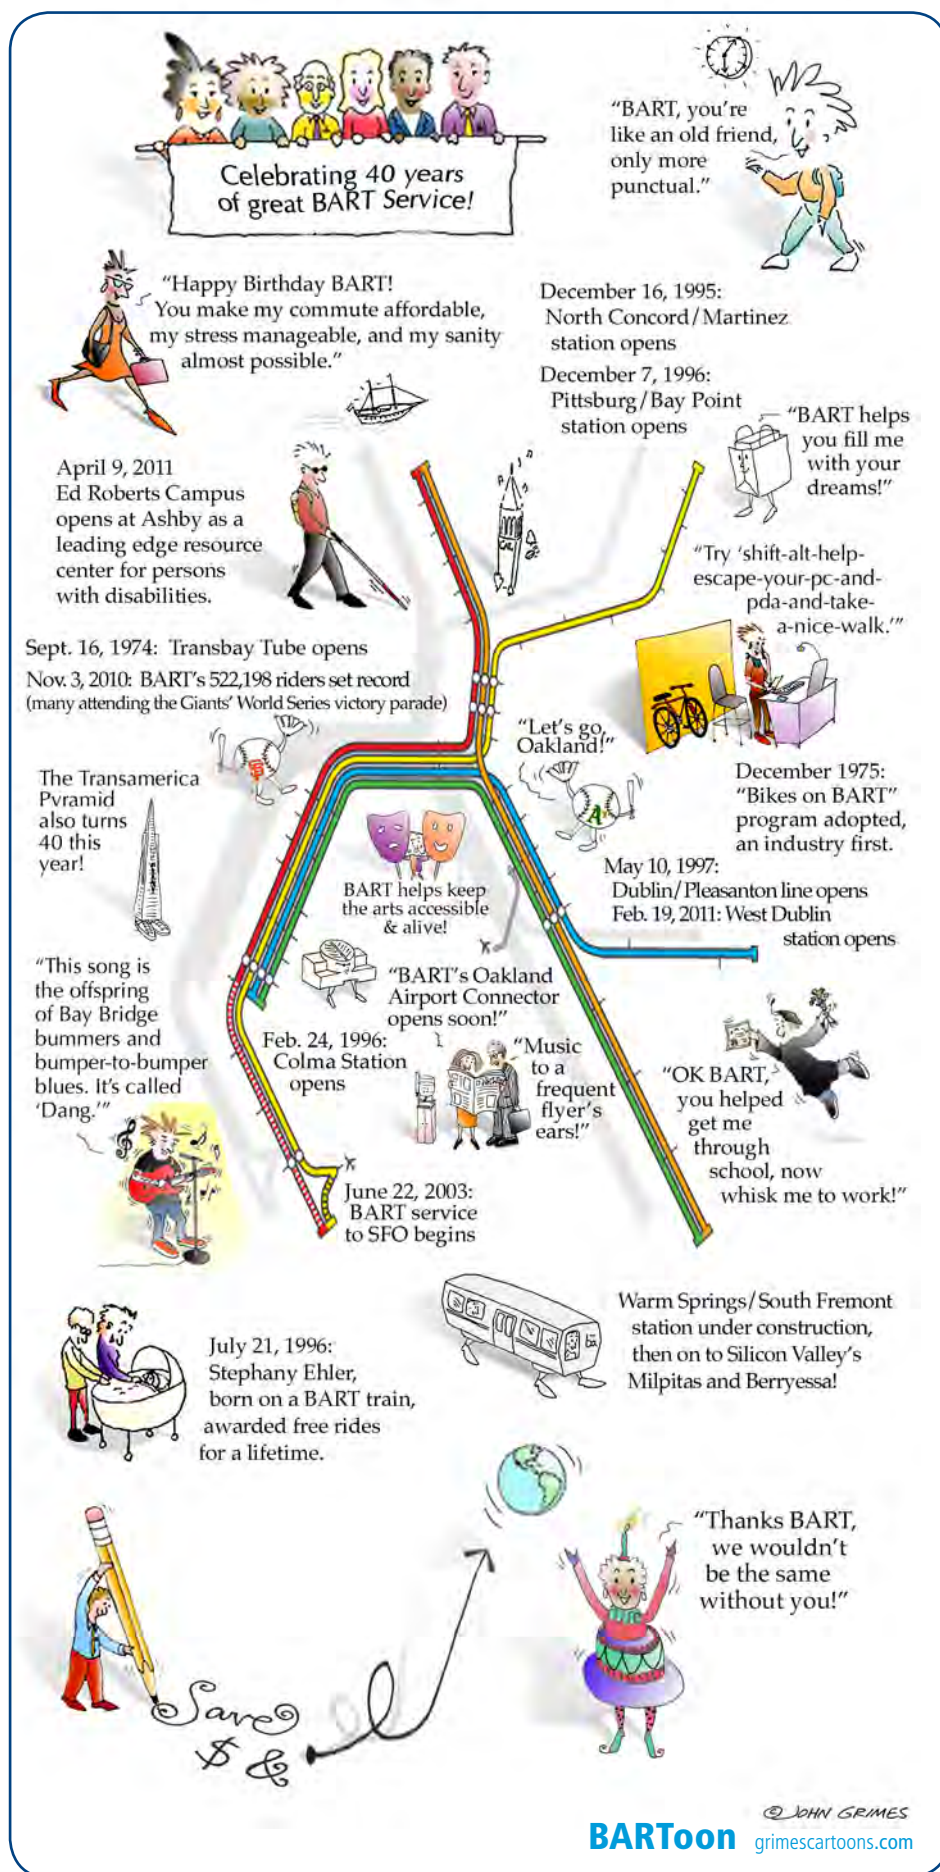 Celebrating 40 years
of great BART Service!
“BART, you’re
like an old friend,
only more
punctual.”
“Happy Birthday BART!
You make my commute affordable,
my stress manageable, and my sanity
almost possible.”
December 16, 1995:
North Concord/Martinez
station opens
December 7, 1996:
Pittsburg/Bay Point
station opens
“BART helps
you fill me
with your
dreams!”
April 9, 2011
Ed Roberts Campus
opens at Ashby as a
leading edge resource
center for persons
with disabilities.
Cal
“Try ‘shift-alt-help-
escape-your-pc-and-
pda-and-take-
a-nice-walk.’”
Sept. 16, 1974: Transbay Tube opens
Nov. 3, 2010: BART’s 522,198 riders set record
(many attending the Giants’ World Series victory parade)
SF
“Let’s go,
Oakland!”
A's
The Transamerica
Pyramid
also turns
40 this
year!
December 1975:
“Bikes on BART”
program adopted,
an industry first.
BART helps keep
the arts accessible
& alive!
May 10, 1997:
Dublin/Pleasanton line opens
Feb. 19, 2011: West Dublin
station opens
“This song is
the offspring
of Bay Bridge
bummers and
bumper-to-bumper
blues. It’s called
‘Dang.’”
“BART’s Oakland
Airport Connector
opens soon!”
Feb. 24, 1996:
Colma Station
opens
“Music
to a
frequent
flyer’s
ears!”
“OK BART,
you helped
get me
through
school, now
whisk me to work!”
June 22, 2003:
BART service
to SFO begins
July 21, 1996:
Stephany Ehler,
born on a BART train,
awarded free rides
for a lifetime.
Warm Springs/South Fremont
station under construction,
then on to Silicon Valley’s
Milpitas and Berryessa!
“Thanks BART,
we wouldn’t
be the same
without you!”
Save
$ &
© JOHN GRIMES
BARToon grimescartoons.com